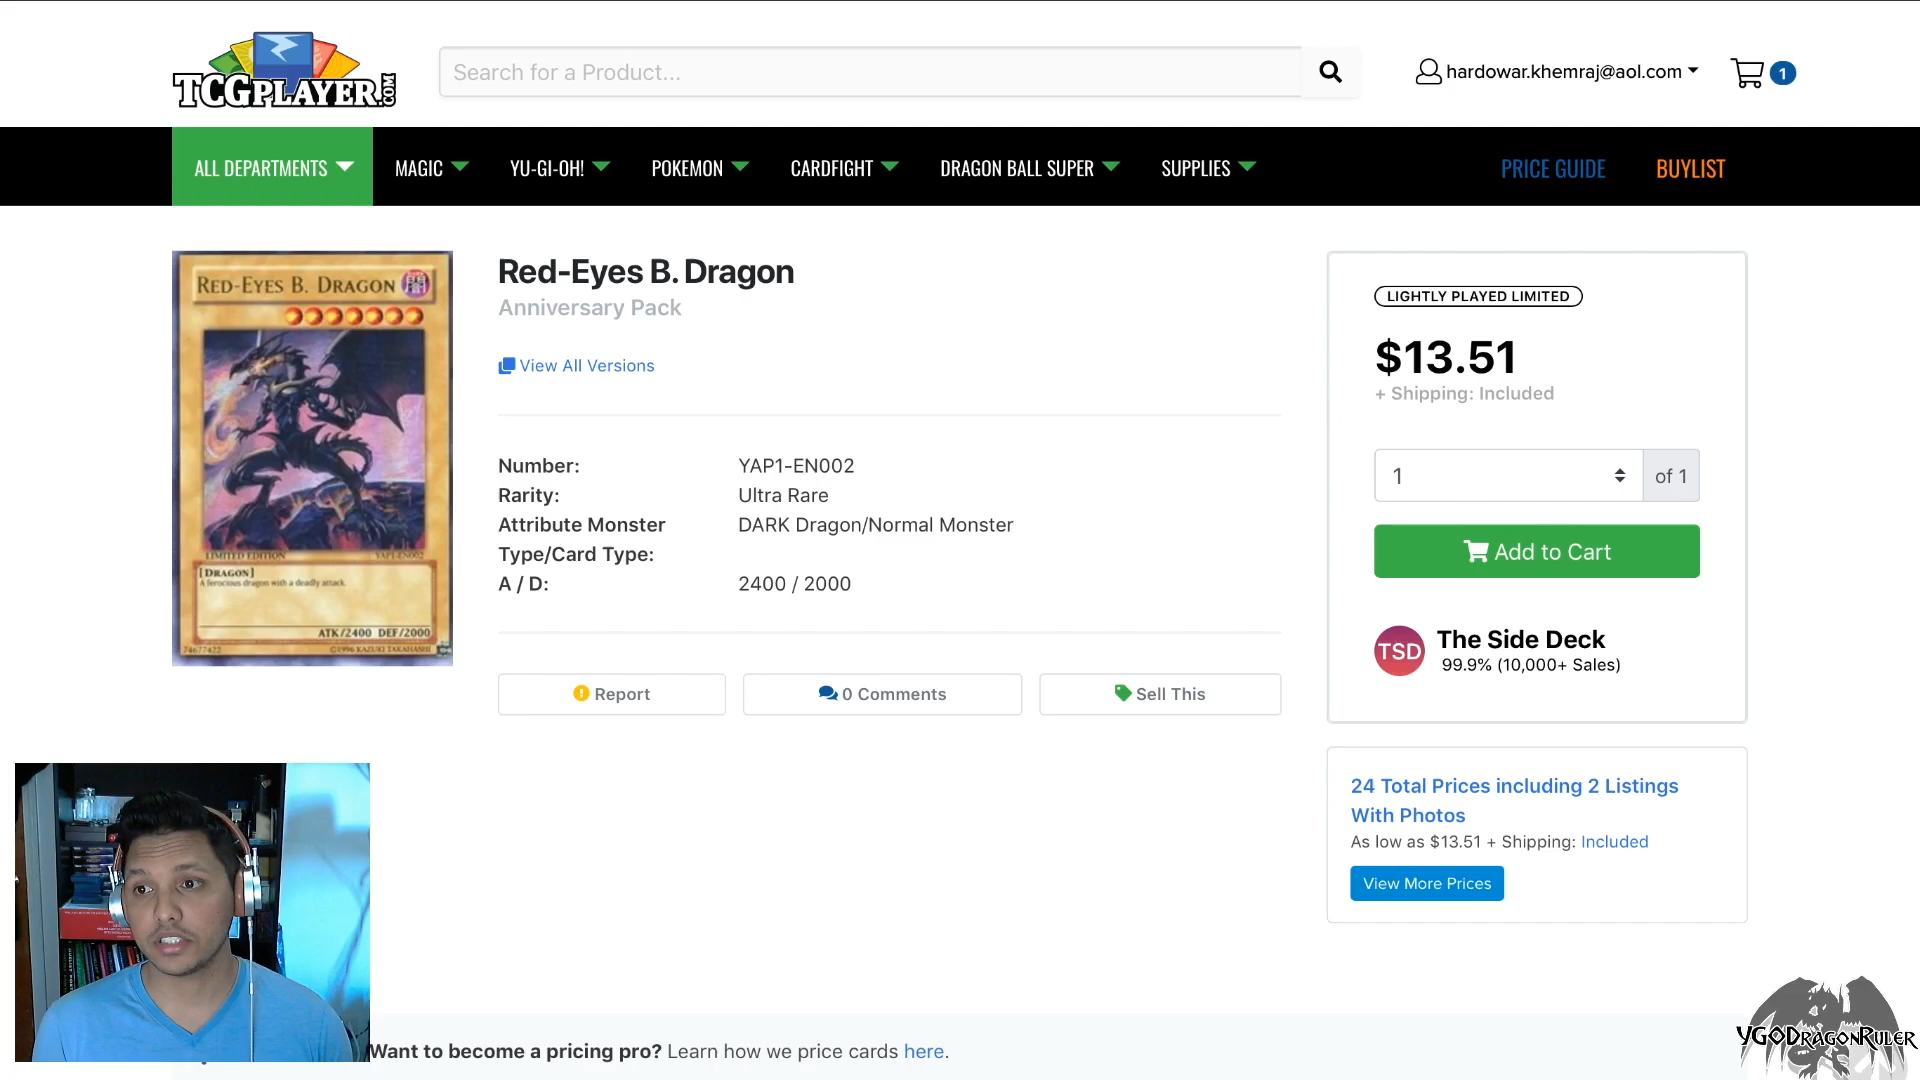 TCGPLAYER.COM
Search for a Product...
hardowar.khemraj@aol.com
1
ALL DEPARTMENTS
MAGIC
YU-GI-OH!
POKEMON
CARDFIGHT
DRAGON BALL SUPER
SUPPLIES
PRICE GUIDE
BUYLIST
RED-EYES B. DRAGON
LIMITED EDITION YAP1-EN002
[DRAGON]
A ferocious dragon with a deadly attack.
ATK/2400 DEF/2000
74677422 ©1996 KAZUKI TAKAHASHI
Red-Eyes B. Dragon
Anniversary Pack
View All Versions
Number: YAP1-EN002
Rarity: Ultra Rare
Attribute Monster DARK Dragon/Normal Monster
Type/Card Type:
A / D: 2400 / 2000
Report
0 Comments
Sell This
LIGHTLY PLAYED LIMITED
$13.51
+ Shipping: Included
1 of 1
Add to Cart
TSD
The Side Deck
99.9% (10,000+ Sales)
24 Total Prices including 2 Listings
With Photos
As low as $13.51 + Shipping: Included
View More Prices
Want to become a pricing pro? Learn how we price cards here.
YGODRAGONRULER